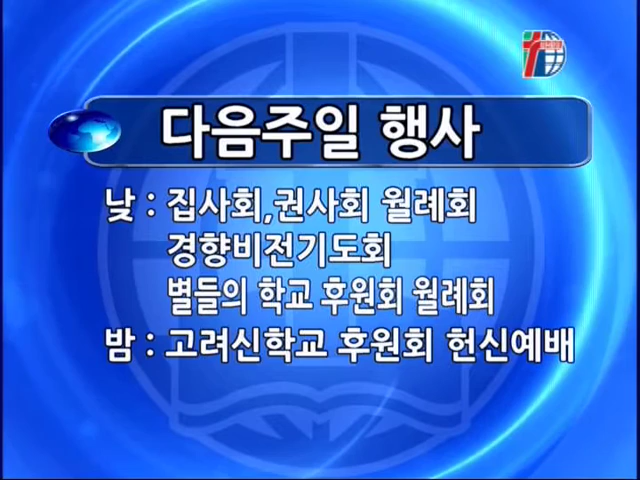 다음주일 행사
낮 : 집사회,권사회 월례회
경향비전기도회
별들의 학교 후원회 월례회
밤 : 고려신학교 후원회 헌신예배